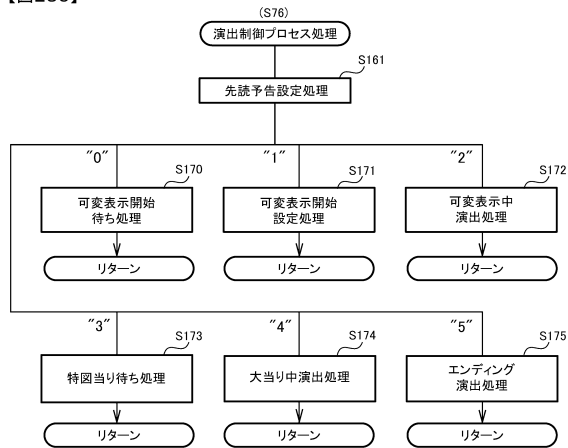 (S76)
演出制御プロセス処理
S161
先読予告設定処理
"0"
"1"
"2"
S170
可変表示開始
待ち処理
S171
可変表示開始
設定処理
S172
可変表示中
演出処理
リターン
リターン
リターン
"3"
"4"
"5"
S173
特図当り待ち処理
S174
大当り中演出処理
S175
エンディング
演出処理
リターン
リターン
リターン